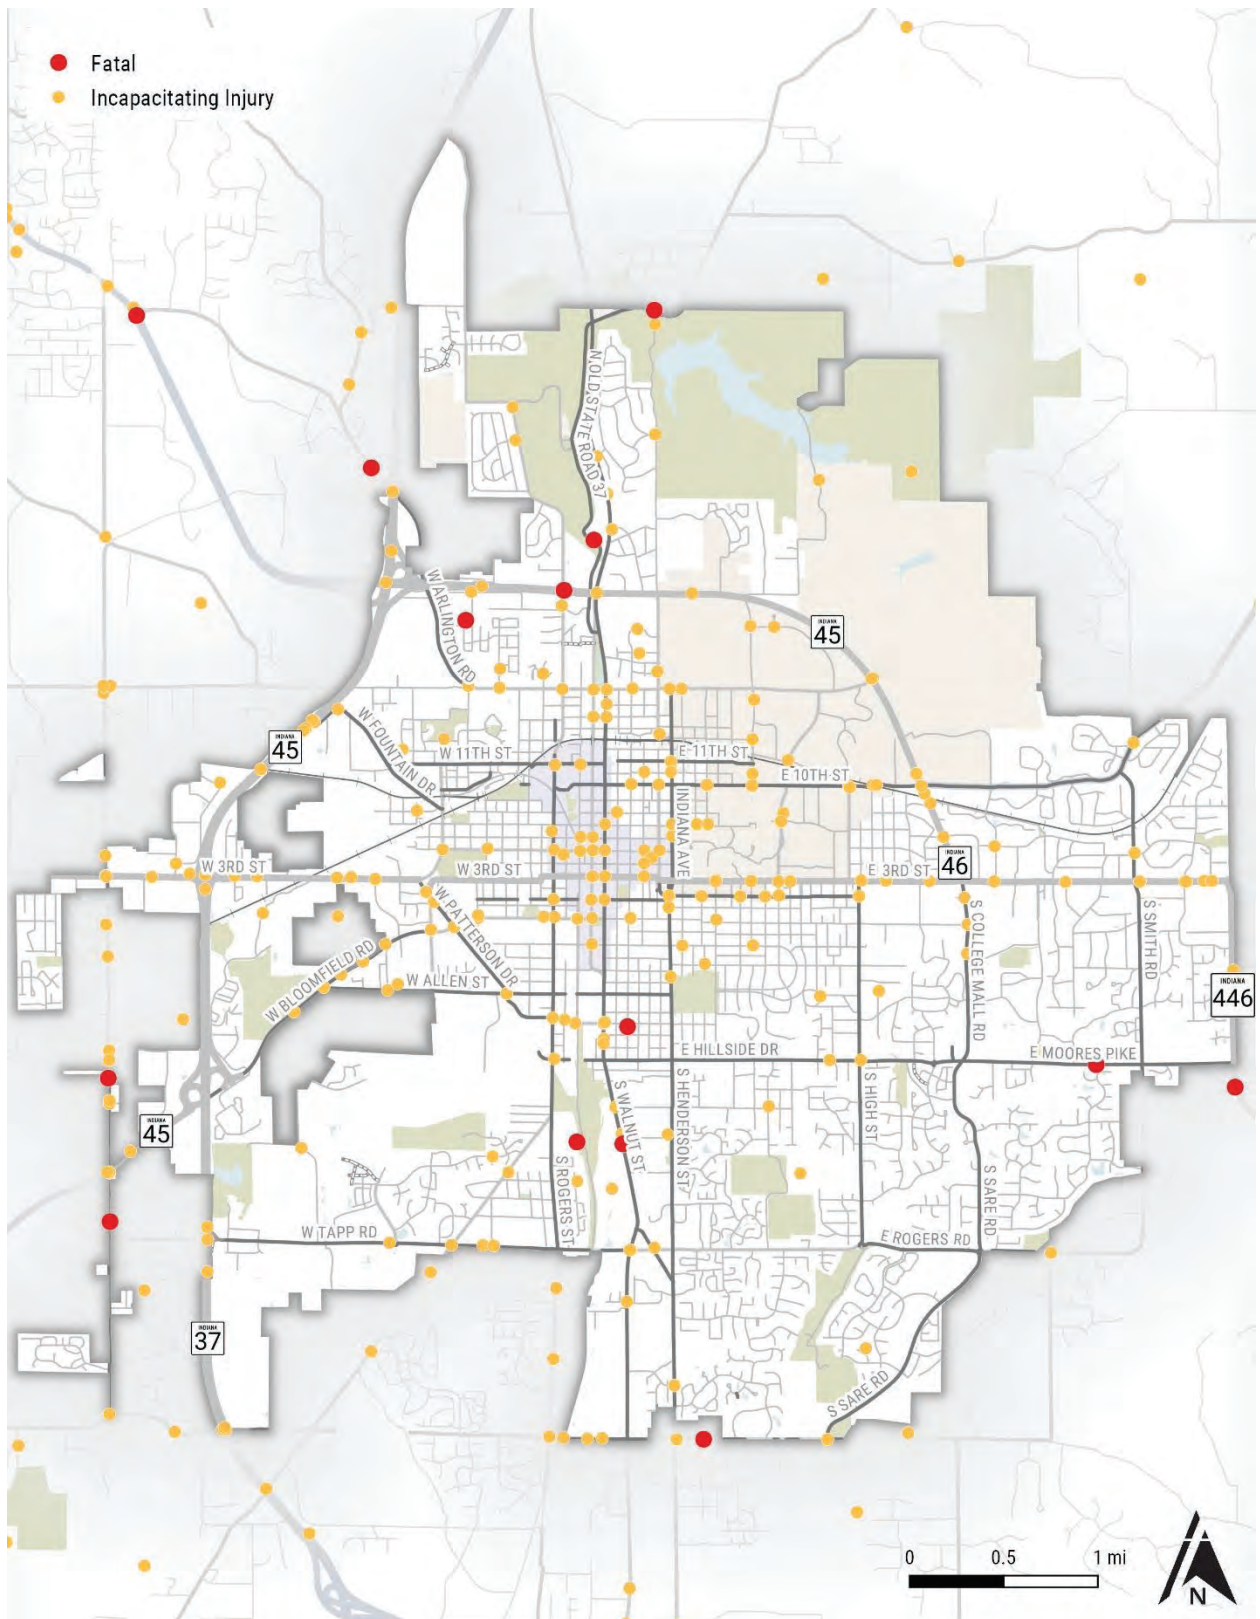 Fatal
Incapacitating Injury
N OLD STATE ROAD 37
W ARLINGTON RD
INDIANA
45
W FOUNTAIN DR
INDIANA
45
W 11TH ST
E 11TH ST
E 10TH ST
INDIANA AVE
W 3RD ST
W 3RD ST
E 3RD ST
INDIANA
46
W PATTERSON DR
S COLLEGE MALL RD
S SMITH RD
W BLOOMFIELD RD
W ALLEN ST
INDIANA
446
E HILLSIDE DR
E MOORES PIKE
INDIANA
45
S WALNUT ST
S HENDERSON ST
S HIGH ST
S ROGERS ST
S SARE RD
W TAPP RD
E ROGERS RD
INDIANA
37
S SARE RD
0 0.5 1 mi
N